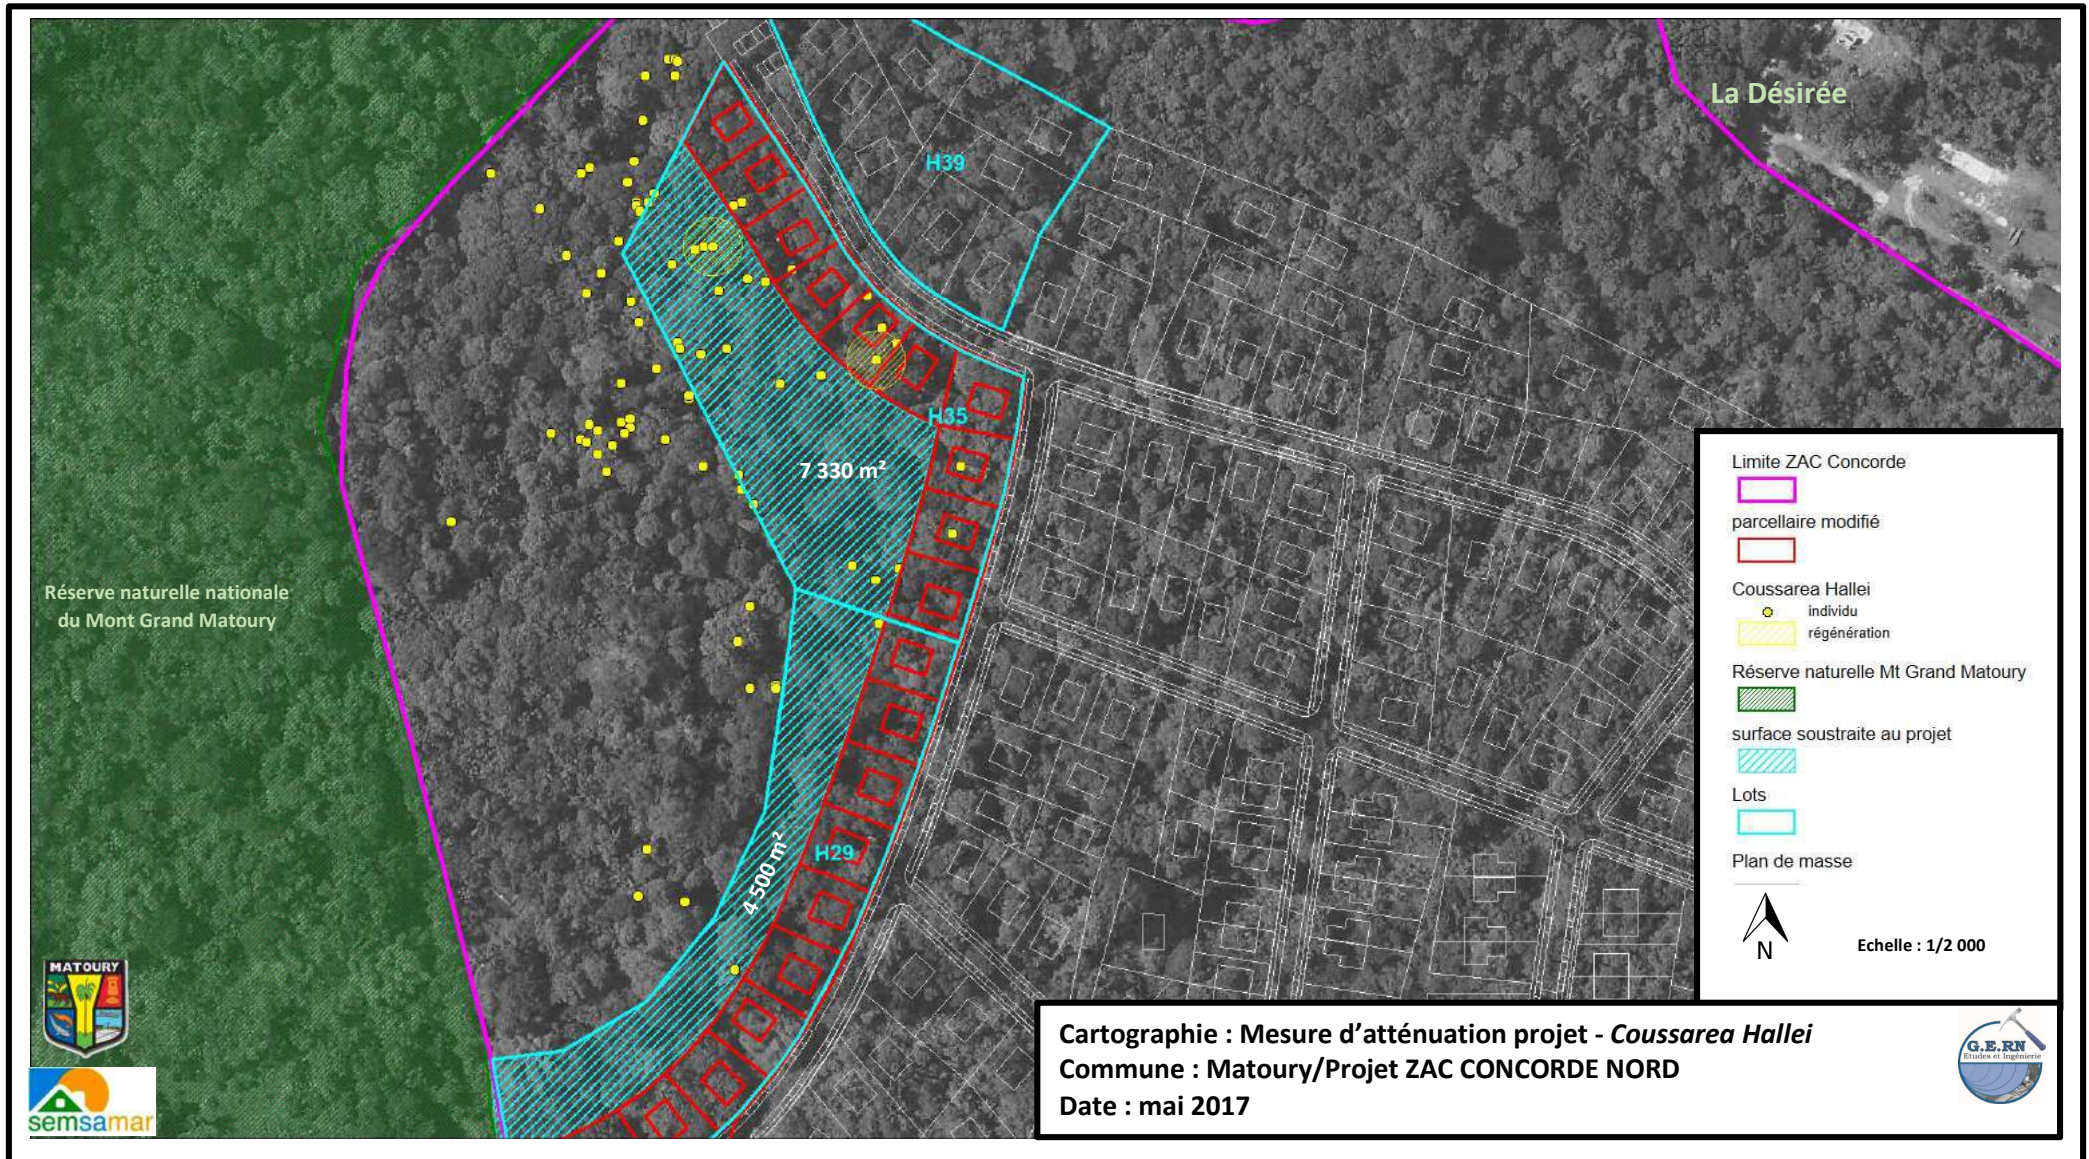 La Désirée
H39
H35
7 330 m²
Réserve naturelle nationale
du Mont Grand Matoury
H29
4 500 m²
Limite ZAC Concorde
parcellaire modifié
Coussarea Hallei
individu
régénération
Réserve naturelle Mt Grand Matoury
surface soustraite au projet
Lots
Plan de masse
N
Echelle : 1/2 000
MATOURY
semsamar
Cartographie : Mesure d’atténuation projet - Coussarea Hallei
Commune : Matoury/Projet ZAC CONCORDE NORD
Date : mai 2017
G.E.RN
Etudes et Ingénierie